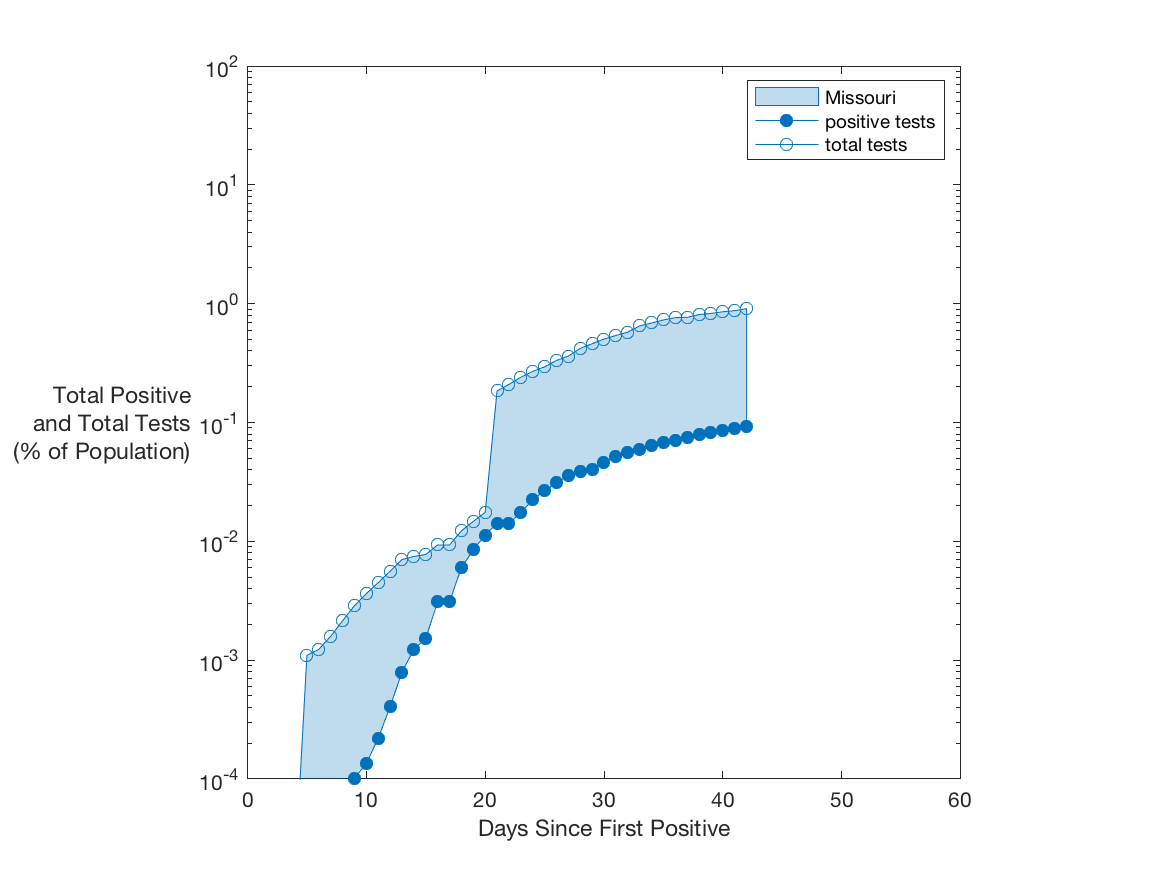 10^2
10^1
10^0
10^-1
10^-2
10^-3
10^-4
Total Positive
and Total Tests
(% of Population)
Missouri
positive tests
total tests
0 10 20 30 40 50 60
Days Since First Positive